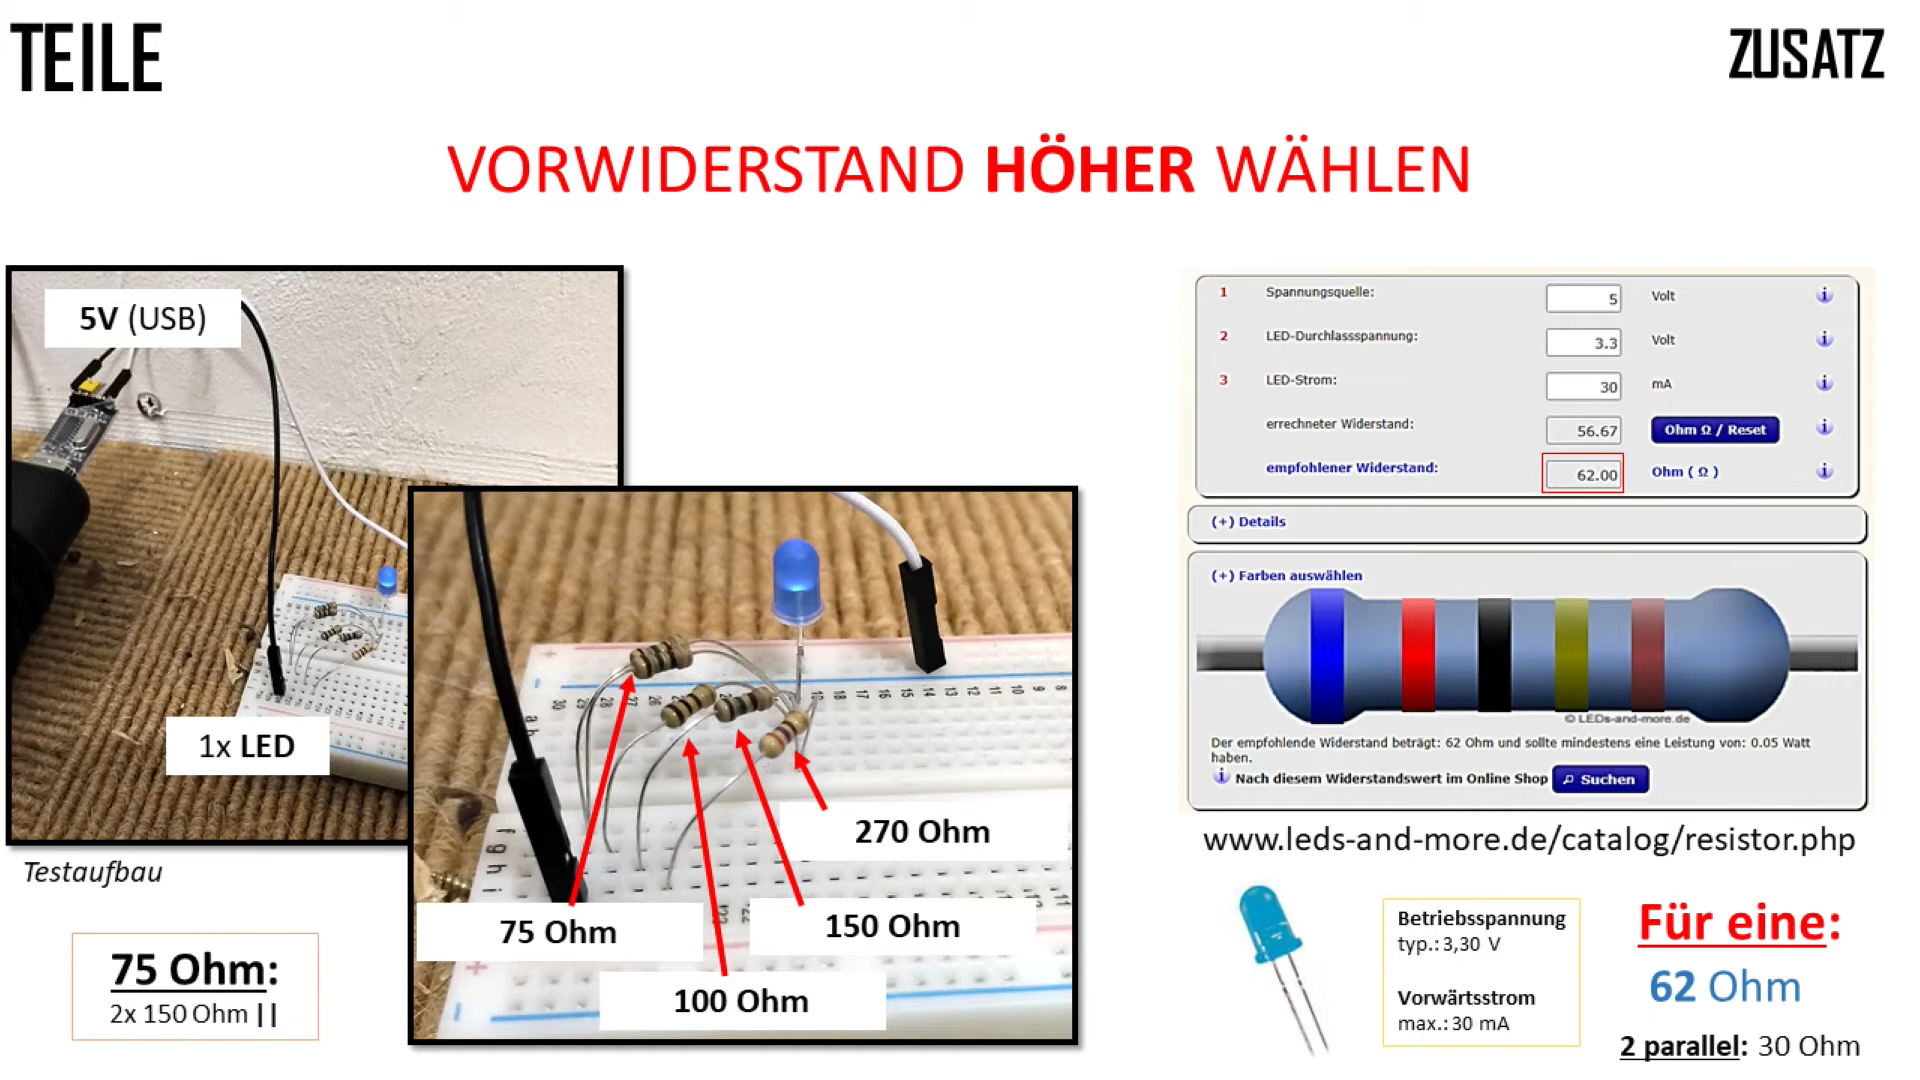 TEILE
ZUSATZ
VORWIDERSTAND HÖHER WÄHLEN
5V (USB)
1x LED
Testaufbau
75 Ohm:
2x 150 Ohm ||
270 Ohm
75 Ohm
150 Ohm
100 Ohm
1 Spannungsquelle: 5 Volt
2 LED-Durchlassspannung: 3.3 Volt
3 LED-Strom: 30 mA
errechneter Widerstand: 56.67 Ohm Ω / Reset
empfohlener Widerstand: 62.00 Ohm ( Ω )
(+) Details
(+) Farben auswählen
© LEDs-and-more.de
Der empfohlende Widerstand beträgt: 62 Ohm und sollte mindestens eine Leistung von: 0.05 Watt
haben.
Nach diesem Widerstandswert im Online Shop Suchen
www.leds-and-more.de/catalog/resistor.php
Betriebsspannung
typ.: 3,30 V
Vorwärtsstrom
max.: 30 mA
Für eine:
62 Ohm
2 parallel: 30 Ohm